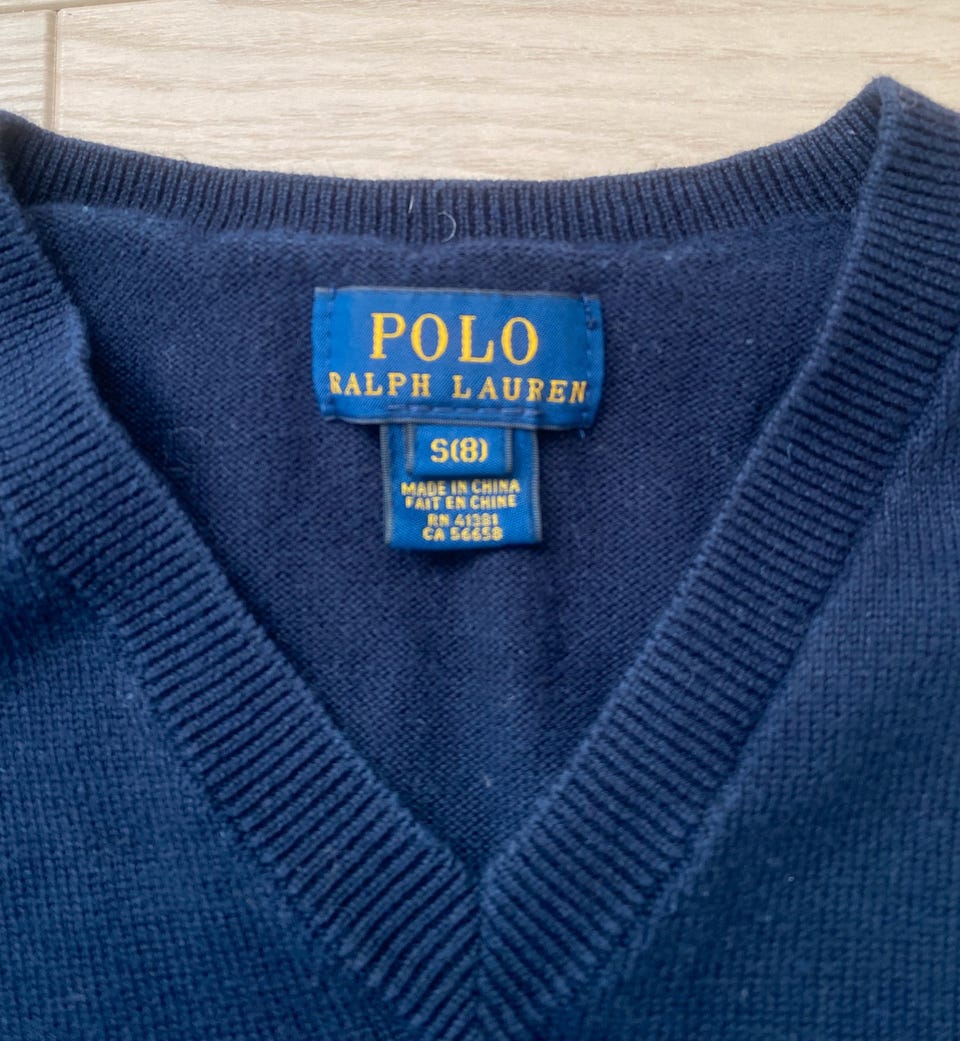 POLO
RALPH LAUREN
S(8)
MADE IN CHINA
FAIT EN CHINE
RN 41381
CA 56658